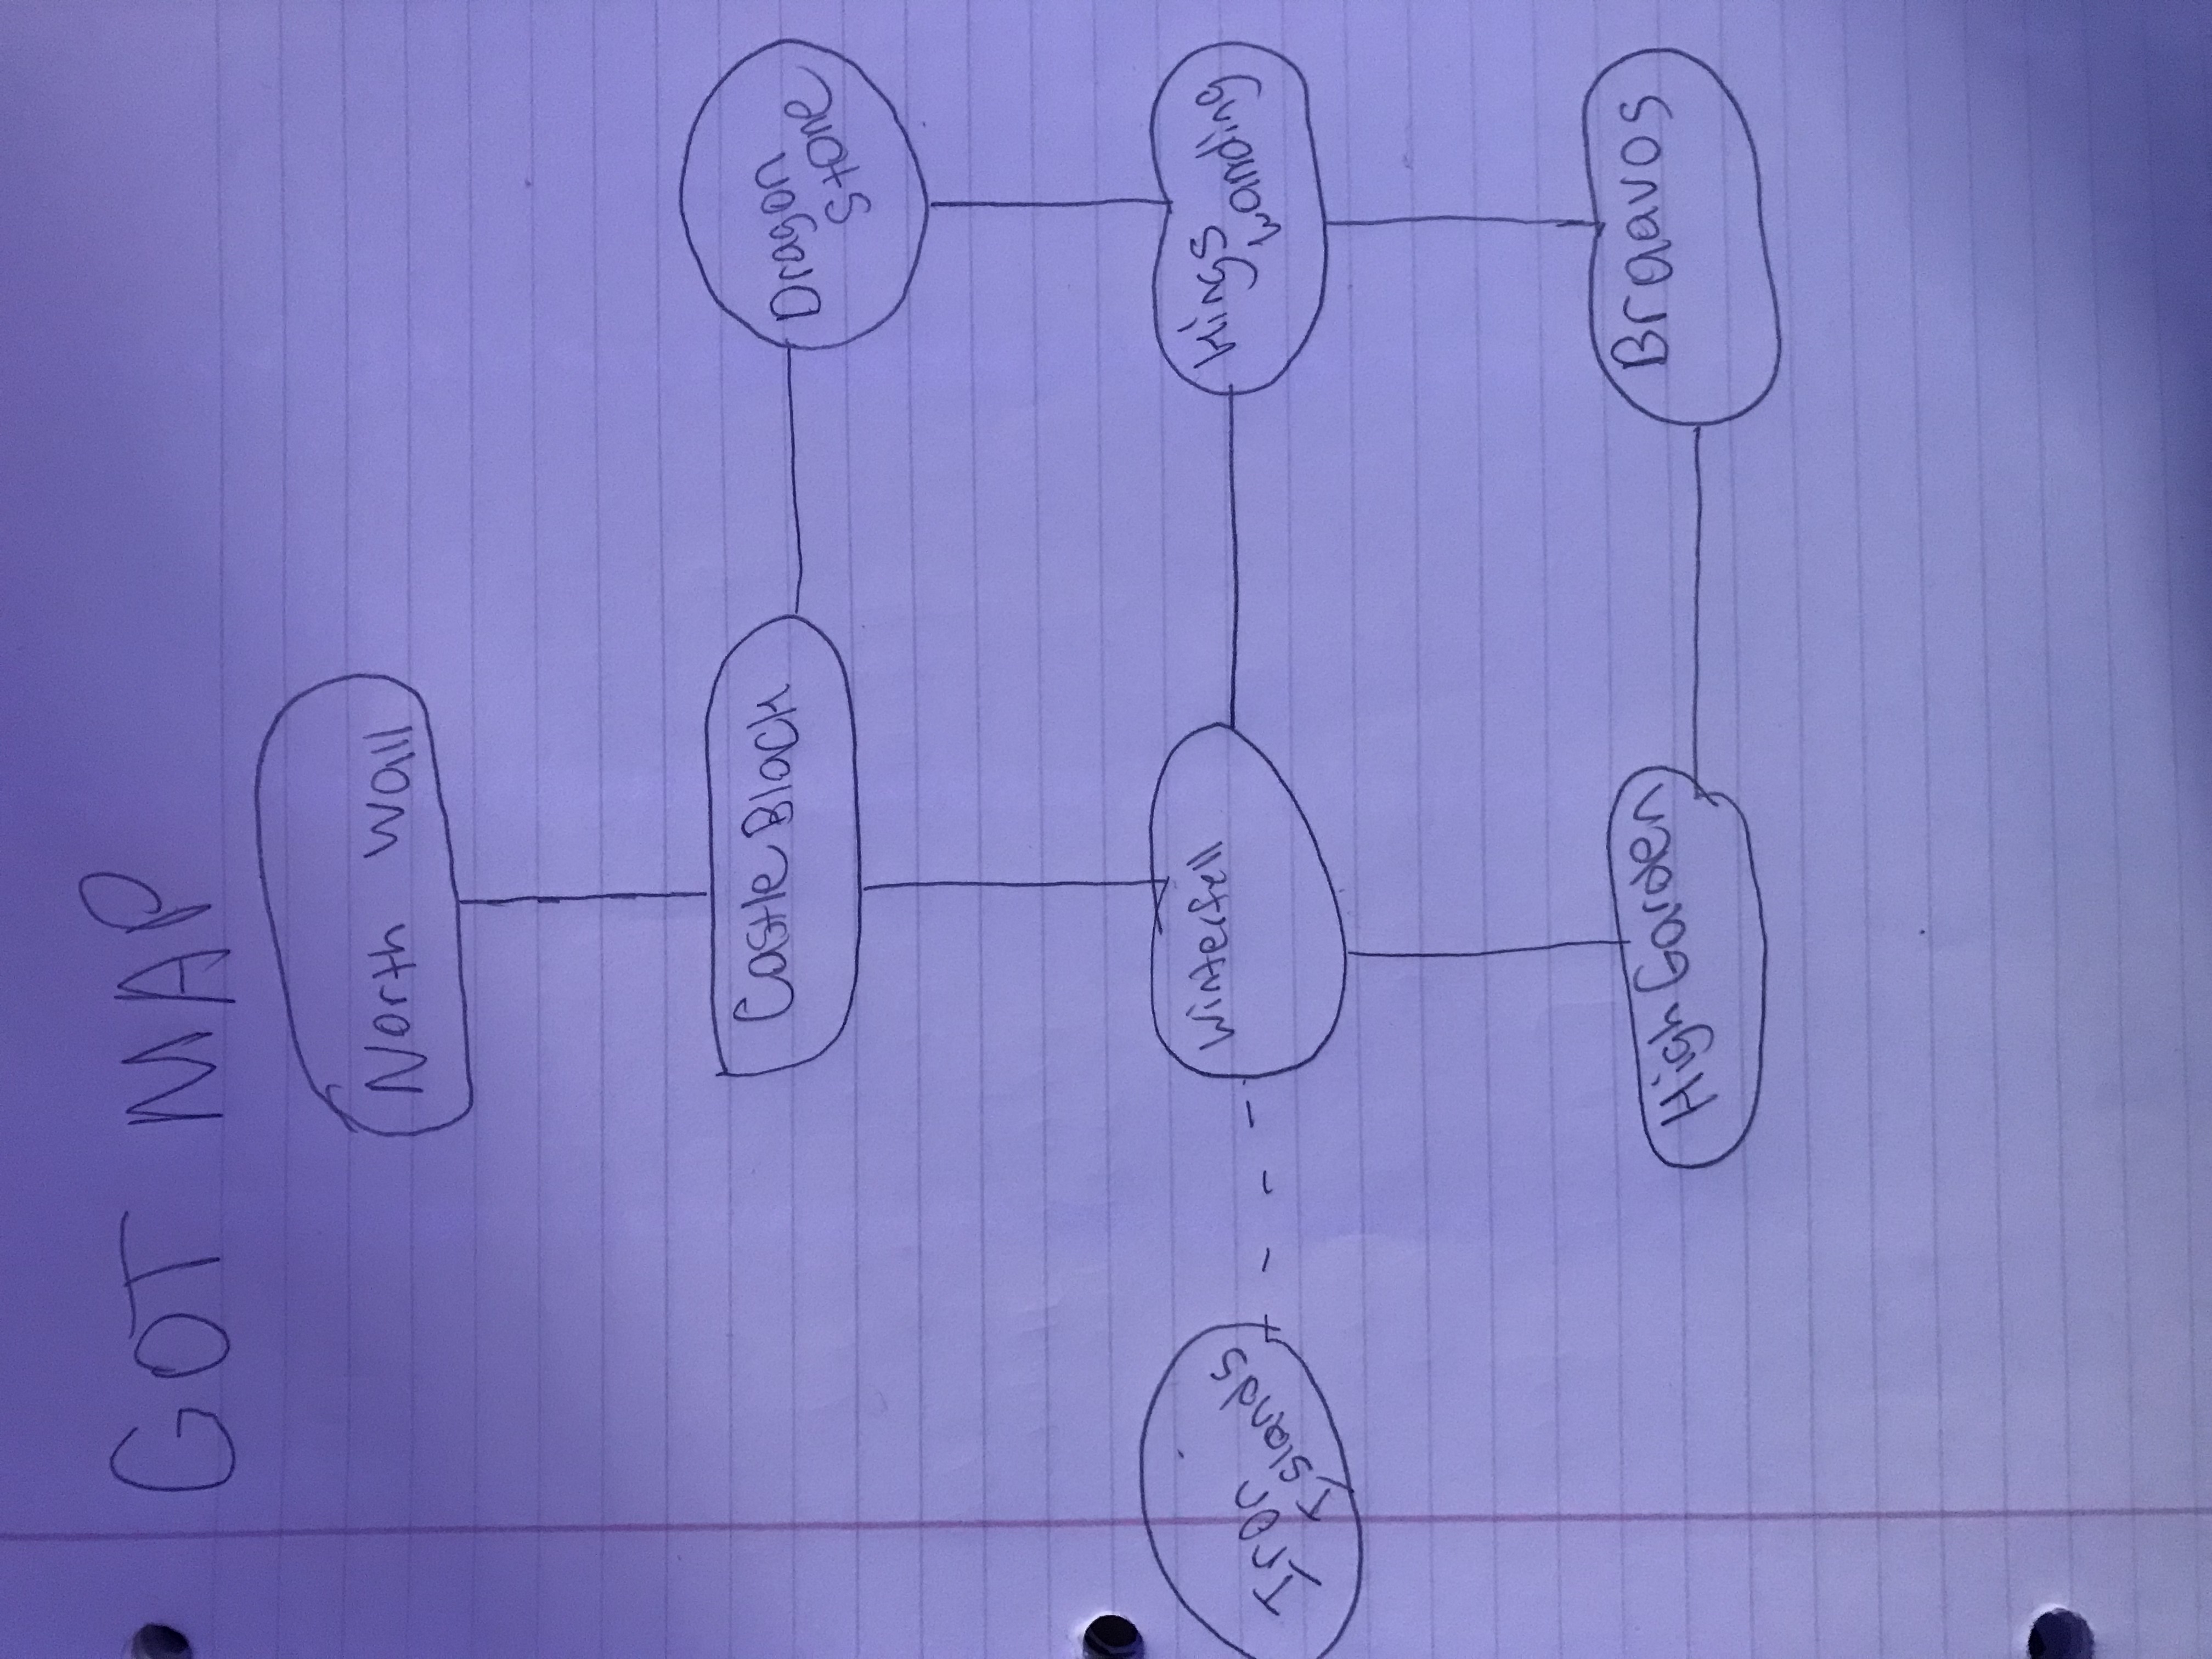 GOT MAP
North Wall
Castle Black
Dragon
Stone
Iron
Islands
Winterfell
Kings
Landing
High Garden
Braavos